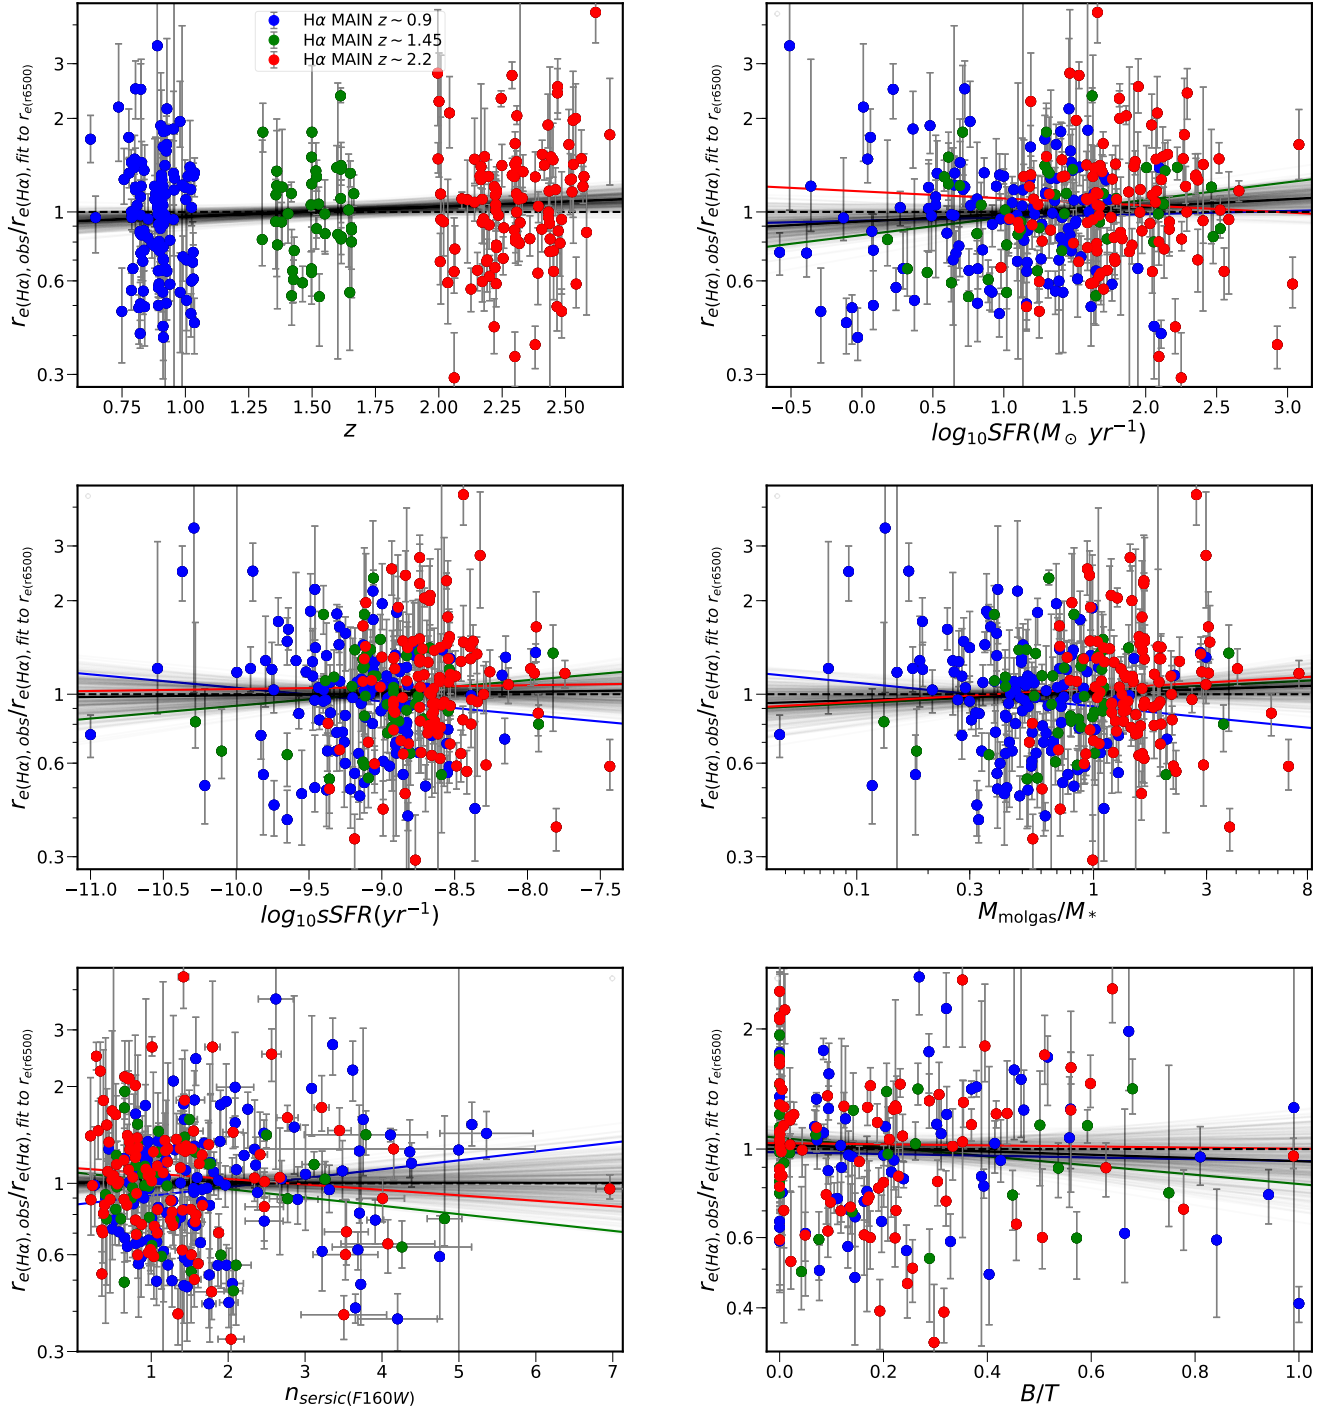 Hα MAIN z ~ 0.9
Hα MAIN z ~ 1.45
Hα MAIN z ~ 2.2
r_e(Hα), obs/r_e(Hα), fit to r_e(r6500)
3
2
1
0.6
0.3
0.75 1.00 1.25 1.50 1.75 2.00 2.25 2.50
z
r_e(Hα), obs/r_e(Hα), fit to r_e(r6500)
3
2
1
0.6
0.3
−0.5 0.0 0.5 1.0 1.5 2.0 2.5 3.0
log₁₀SFR(M_⊙ yr⁻¹)
r_e(Hα), obs/r_e(Hα), fit to r_e(r6500)
3
2
1
0.6
0.3
−11.0 −10.5 −10.0 −9.5 −9.0 −8.5 −8.0 −7.5
log₁₀sSFR(yr⁻¹)
r_e(Hα), obs/r_e(Hα), fit to r_e(r6500)
3
2
1
0.6
0.3
0.1 0.3 1 3 8
M_molgas/M_*
r_e(Hα), obs/r_e(Hα), fit to r_e(r6500)
3
2
1
0.6
0.3
1 2 3 4 5 6 7
n_sersic(F160W)
r_e(Hα), obs/r_e(Hα), fit to r_e(r6500)
2
1
0.6
0.4
0.0 0.2 0.4 0.6 0.8 1.0
B/T